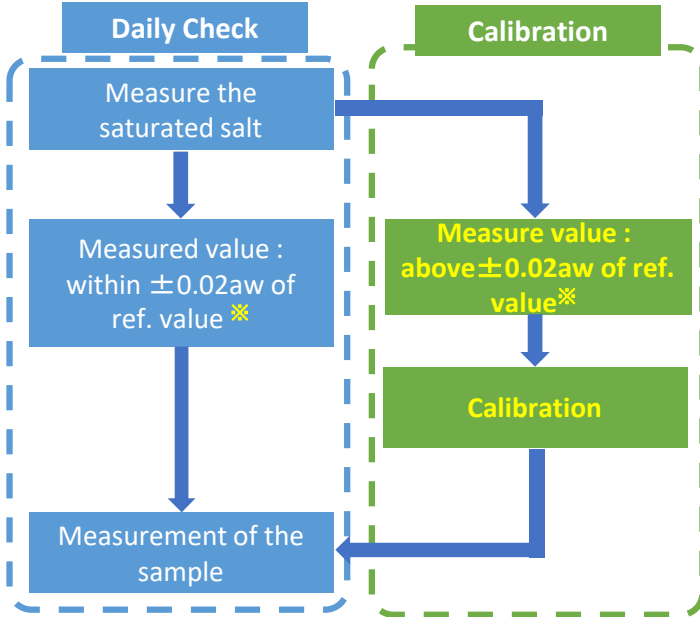 Daily Check
Measure the
saturated salt
Measured value :
within ±0.02aw of
ref. value ※
Measurement of the
sample
Calibration
Measure value :
above±0.02aw of ref.
value※
Calibration